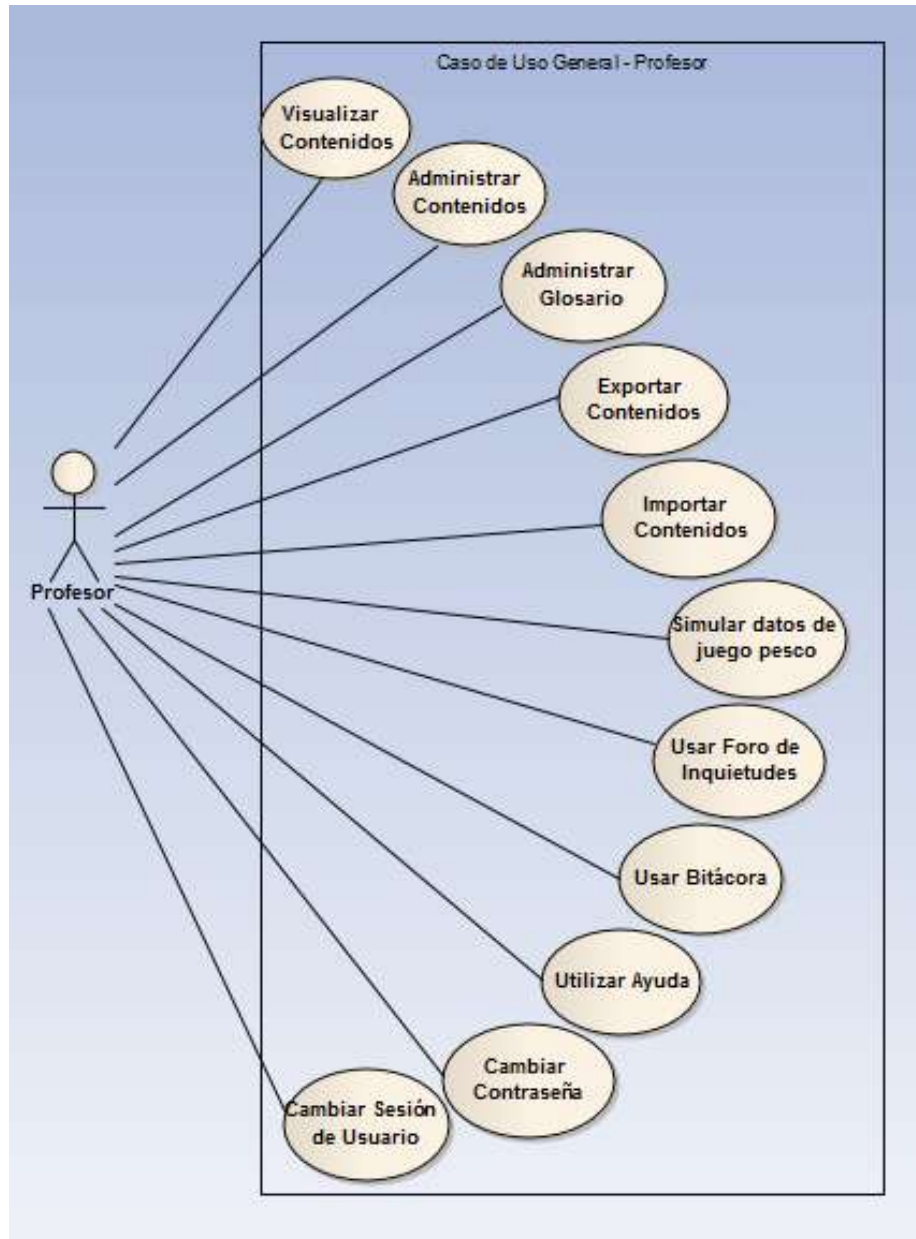 Caso de Uso General - Profesor
Visualizar
Contenidos
Administrar
Contenidos
Administrar
Glosario
Exportar
Contenidos
Importar
Contenidos
Profesor
Simular datos de
juego pesco
Usar Foro de
Inquietudes
Usar Bitácora
Utilizar Ayuda
Cambiar
Contraseña
Cambiar Sesión
de Usuario